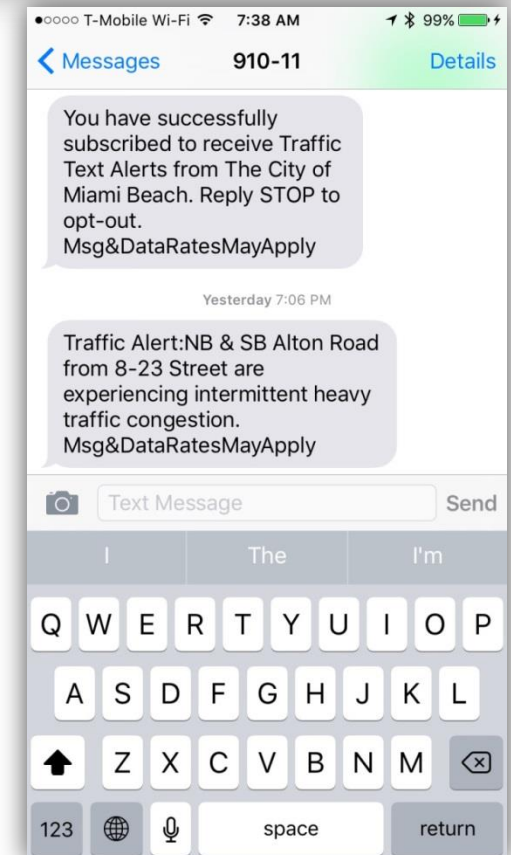 T-Mobile Wi-Fi 7:38 AM 99%
Messages 910-11 Details
You have successfully
subscribed to receive Traffic
Text Alerts from The City of
Miami Beach. Reply STOP to
opt-out.
Msg&DataRatesMayApply
Yesterday 7:06 PM
Traffic Alert:NB & SB Alton Road
from 8-23 Street are
experiencing intermittent heavy
traffic congestion.
Msg&DataRatesMayApply
Text Message Send
I The I'm
Q W E R T Y U I O P
A S D F G H J K L
Z X C V B N M
123 space return